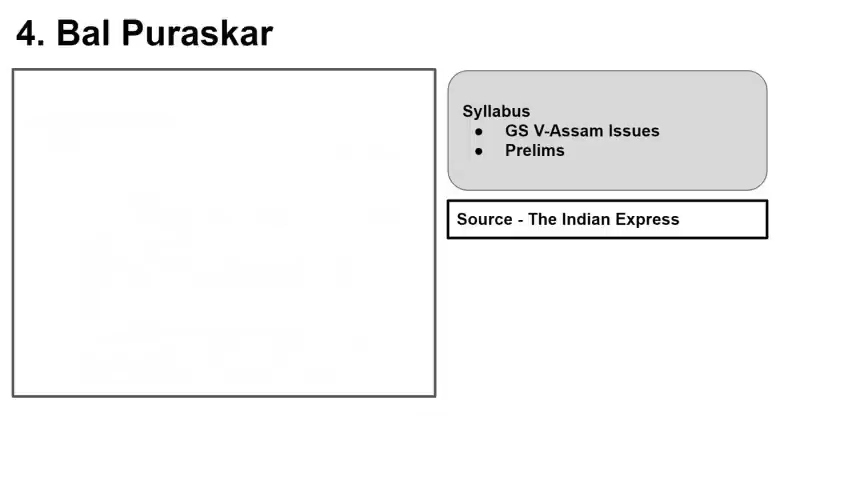 4. Bal Puraskar
Syllabus
● GS V-Assam Issues
● Prelims
Source - The Indian Express